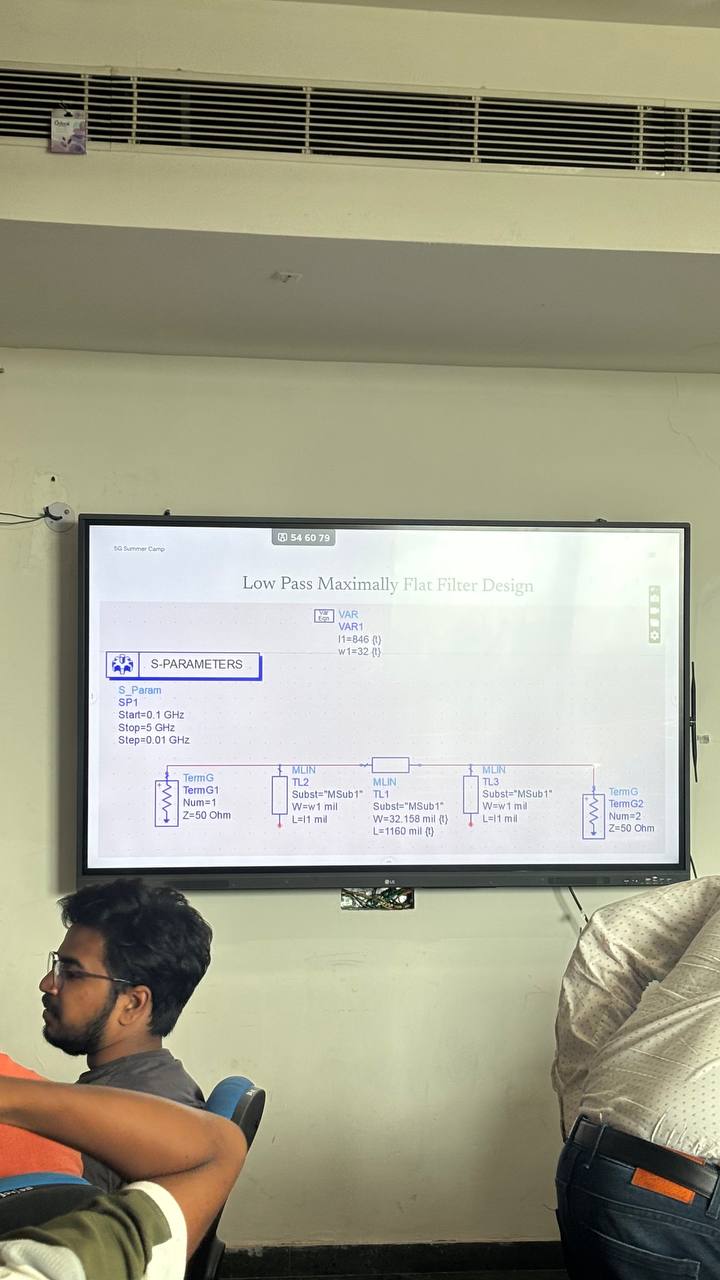 54 60 79
5G Summer Camp
Low Pass Maximally Flat Filter Design
Var
Eqn
VAR
VAR1
l1=846 {t}
w1=32 {t}
S-PARAMETERS
S_Param
SP1
Start=0.1 GHz
Stop=5 GHz
Step=0.01 GHz
TermG
TermG1
Num=1
Z=50 Ohm
MLIN
TL2
Subst="MSub1"
W=w1 mil
L=l1 mil
MLIN
TL1
Subst="MSub1"
W=32.158 mil {t}
L=1160 mil {t}
MLIN
TL3
Subst="MSub1"
W=w1 mil
L=l1 mil
TermG
TermG2
Num=2
Z=50 Ohm
LG